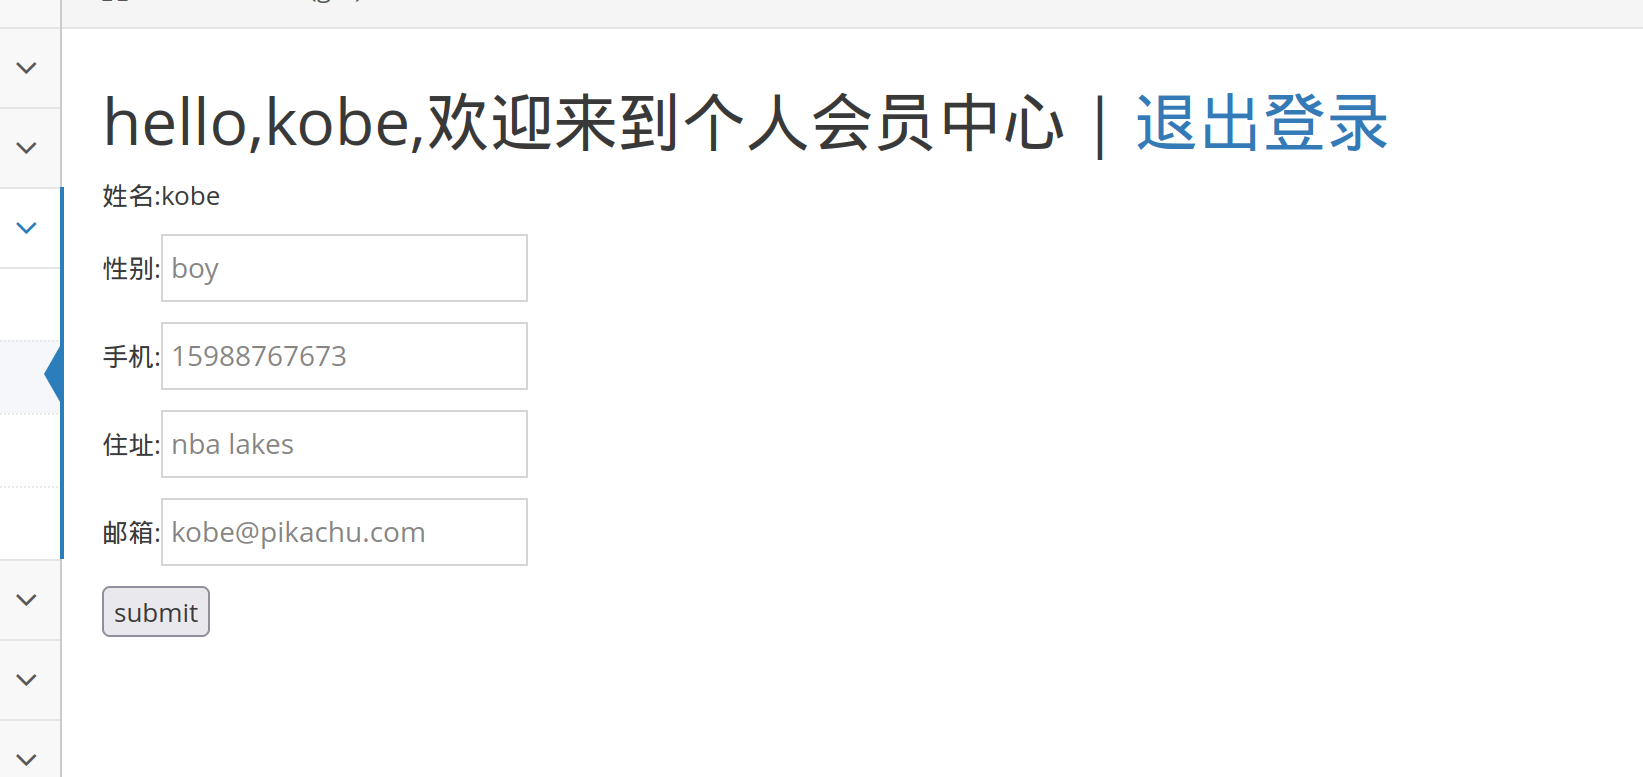 hello,kobe,欢迎来到个人会员中心 | 退出登录
姓名:kobe
性别:boy
手机:15988767673
住址:nba lakes
邮箱:kobe@pikachu.com
submit